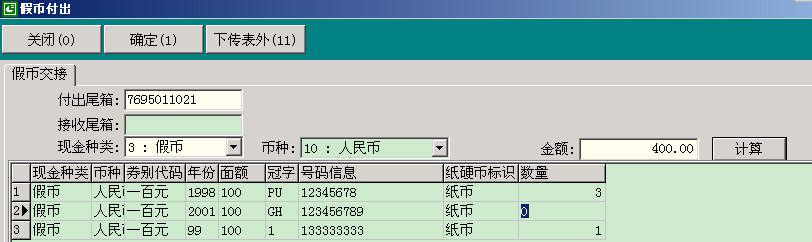 假币付出
关闭(0) 确定(1) 下传表外(11)
假币交接
付出尾箱: 7695011021
接收尾箱:
现金种类: 3 : 假币 币种: 10 : 人民币 金额: 400.00 计算
现金种类 币种 券别代码 年份 面额 冠字 号码信息 纸硬币标识 数量
1 假币 人民 一百元 1998 100 PU 12345678 纸币 3
2 假币 人民 一百元 2001 100 GH 123456789 纸币 0
3 假币 人民 一百元 99 100 1 133333333 纸币 1